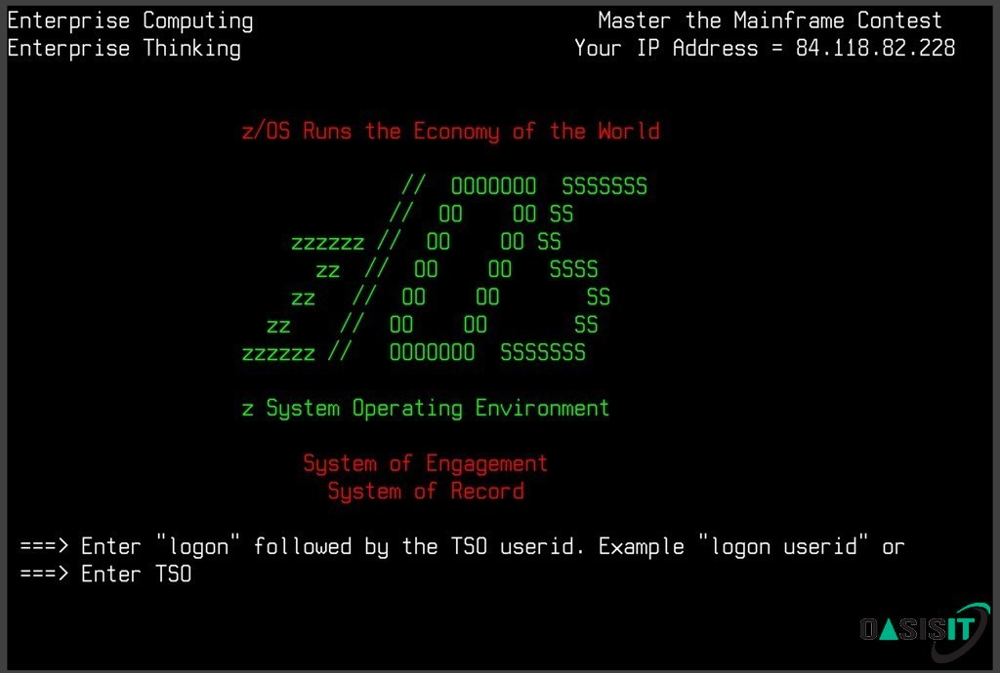 Enterprise Computing Master the Mainframe Contest
Enterprise Thinking Your IP Address = 84.118.82.228
z/OS Runs the Economy of the World
// OOOOOOO SSSSSSS
// OO OO SS
zzzzzz // OO OO SS
zz // OO OO SSSS
zz // OO OO SS
zz // OO OO SS
zzzzzz // OOOOOOO SSSSSSS
z System Operating Environment
System of Engagement
System of Record
===> Enter "logon" followed by the TSO userid. Example "logon userid" or
===> Enter TSO
OASISIT